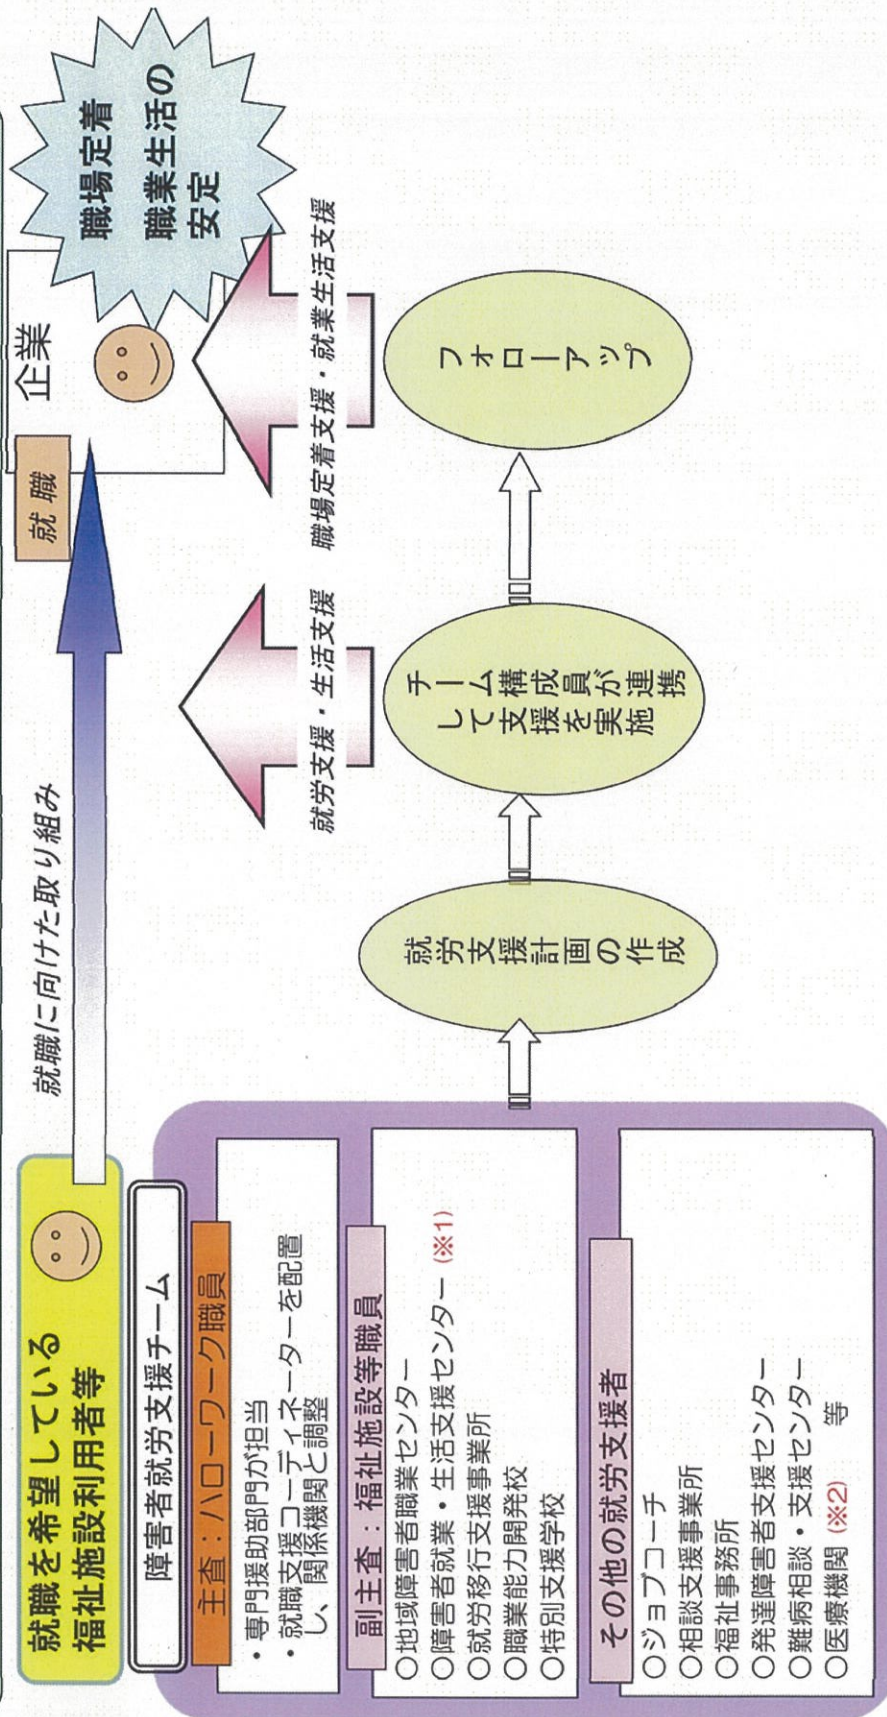 就職を希望している
福祉施設利用者等
就職に向けた取り組み
就職
企業
職場定着
職業生活の
安定
障害者就労支援チーム
主査：ハローワーク職員
・専門援助部門が担当
・就職支援コーディネーターを配置
し、関係機関と調整
副主査：福祉施設等職員
○地域障害者職業センター
○障害者就業・生活支援センター (※1)
○就労移行支援事業所
○職業能力開発校
○特別支援学校
その他の就労支援者
○ジョブコーチ
○相談支援事業所
○福祉事務所
○発達障害者支援センター
○難病相談・支援センター
○医療機関 (※2) 等
就労支援計画の作成
就労支援・生活支援
チーム構成員が連携
して支援を実施
職場定着支援・就業生活支援
フォローアップ